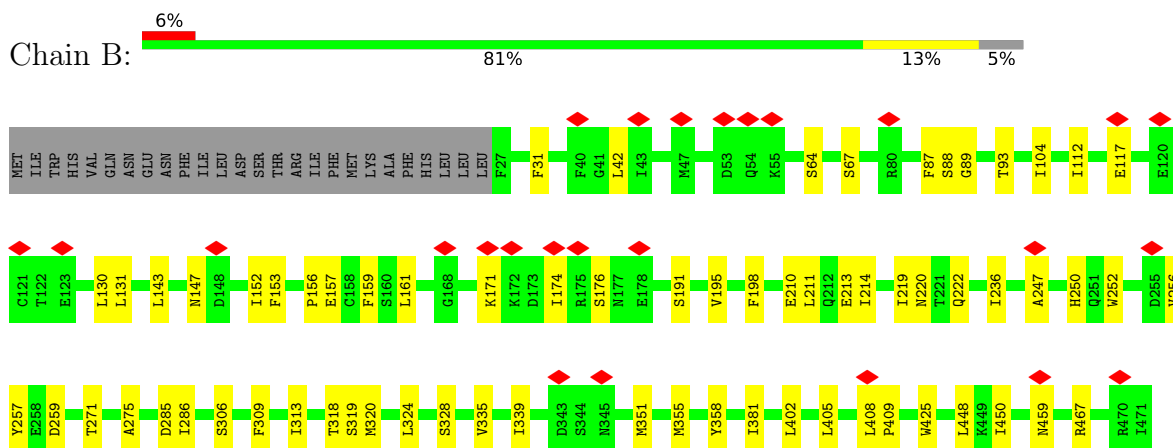 6%
Chain B:
81% 13% 5%
MET ILE TRP HIS VAL GLN ASN GLU ASN PHE ILE LEU ASP SER THR ARG ILE PHE MET LYS ALA PHE HIS LEU LEU LEU F27 F31 F40 G41 L42 I43 M47 D53 Q54 K55 S64 S67 R80 F87 S88 G89 T93 I104 I112 E117 E120
C121 T122 E123 L130 L131 L143 N147 D148 I152 F153 P156 E157 C158 F159 S160 L161 G168 K171 K172 D173 I174 R175 S176 N177 E178 S191 V195 F198 E210 L211 Q212 E213 I214 I219 N220 T221 Q222 I236 A247 H250 Q251 W252 D255
Y257 E258 D259 T271 A275 D285 I286 S306 F309 I313 T318 S319 M320 L324 S328 V335 I339 D343 S344 N345 M351 M355 Y358 I381 L402 L405 L408 P409 W425 L448 K449 I450 N459 R467 R470 I471